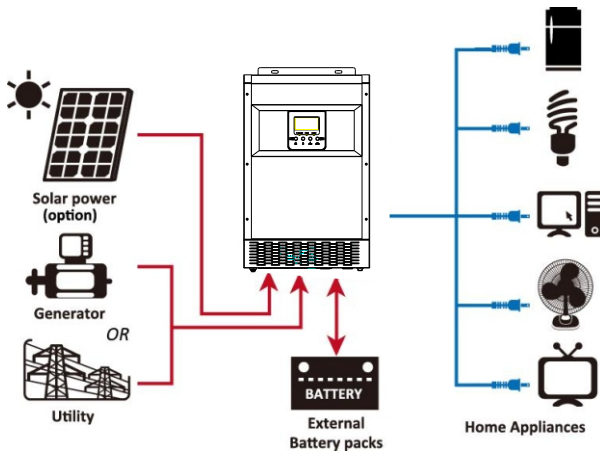 Solar power
(option)
Generator
OR
Utility
BATTERY
External
Battery packs
Home Appliances